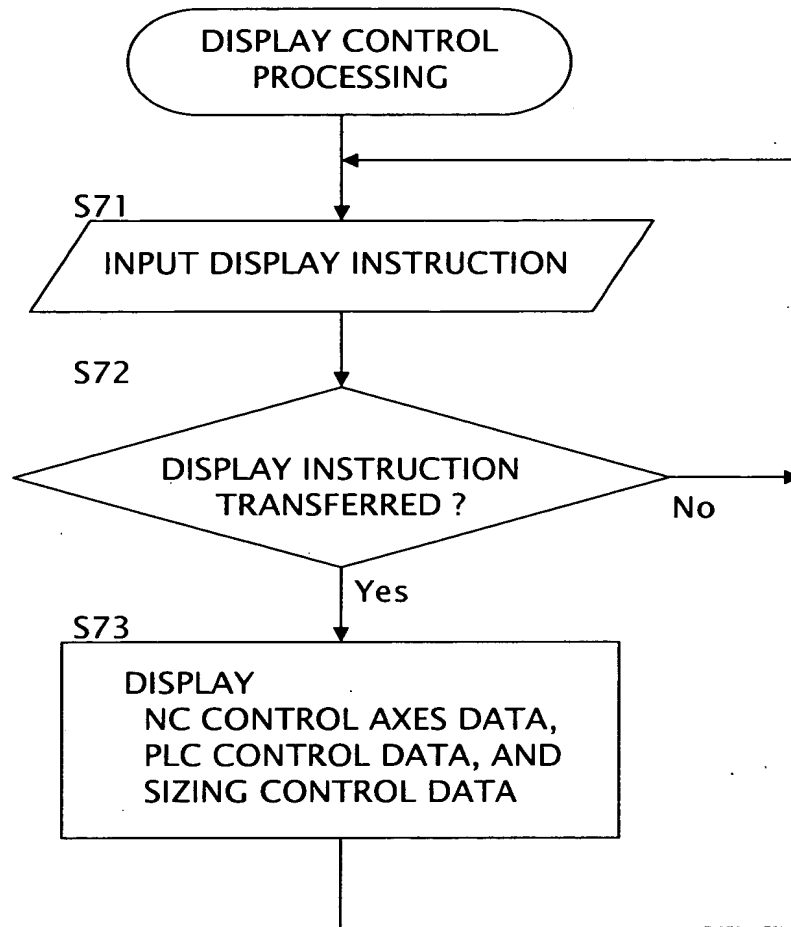 DISPLAY CONTROL
PROCESSING
S71
INPUT DISPLAY INSTRUCTION
S72
DISPLAY INSTRUCTION
TRANSFERRED ?
No
Yes
S73
DISPLAY
NC CONTROL AXES DATA,
PLC CONTROL DATA, AND
SIZING CONTROL DATA